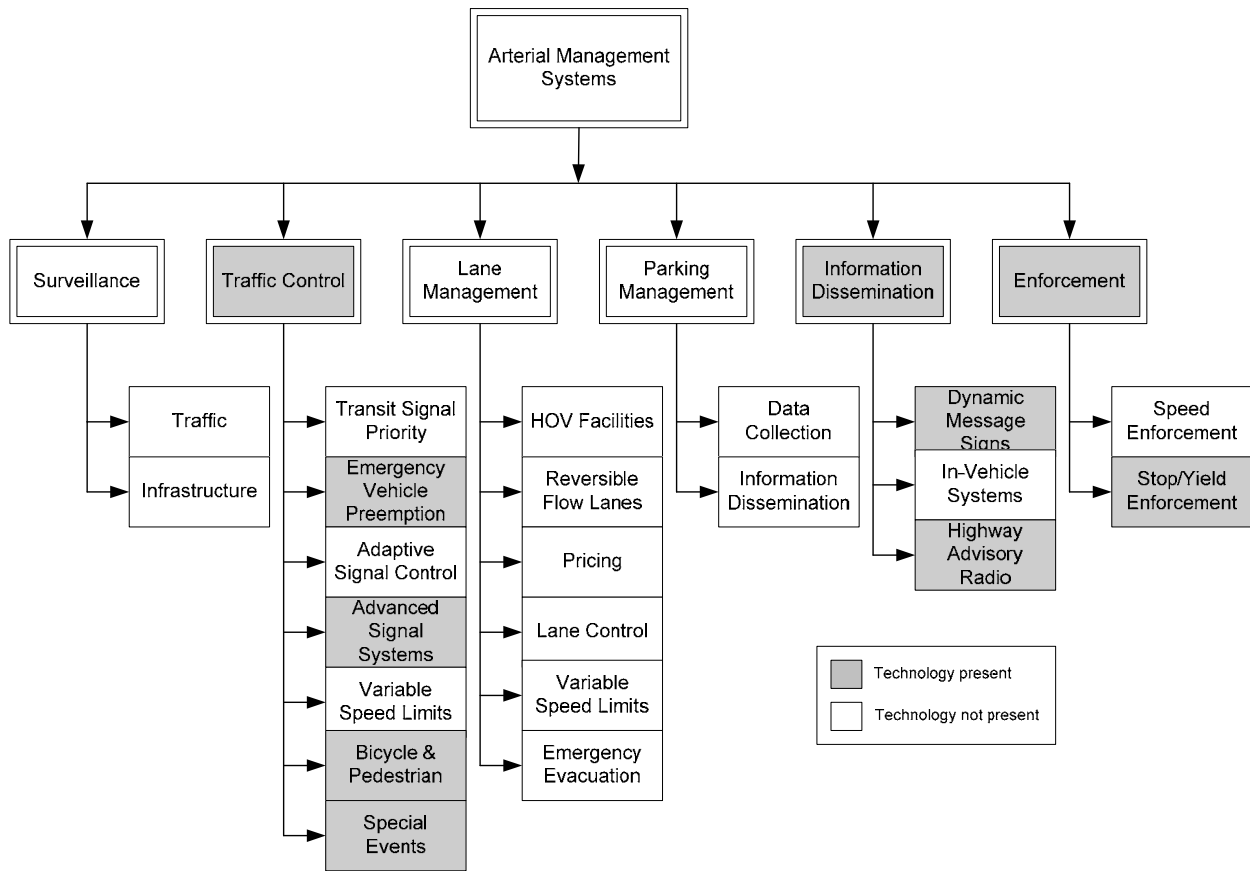 Arterial Management
Systems
Surveillance
Traffic Control
Lane
Management
Parking
Management
Information
Dissemination
Enforcement
Traffic
Infrastructure
Transit Signal
Priority
Emergency
Vehicle
Preemption
Adaptive
Signal Control
Advanced
Signal
Systems
Variable
Speed Limits
Bicycle &
Pedestrian
Special
Events
HOV Facilities
Reversible
Flow Lanes
Pricing
Lane Control
Variable
Speed Limits
Emergency
Evacuation
Data
Collection
Information
Dissemination
Dynamic
Message
Signs
In-Vehicle
Systems
Highway
Advisory
Radio
Speed
Enforcement
Stop/Yield
Enforcement
Technology present
Technology not present